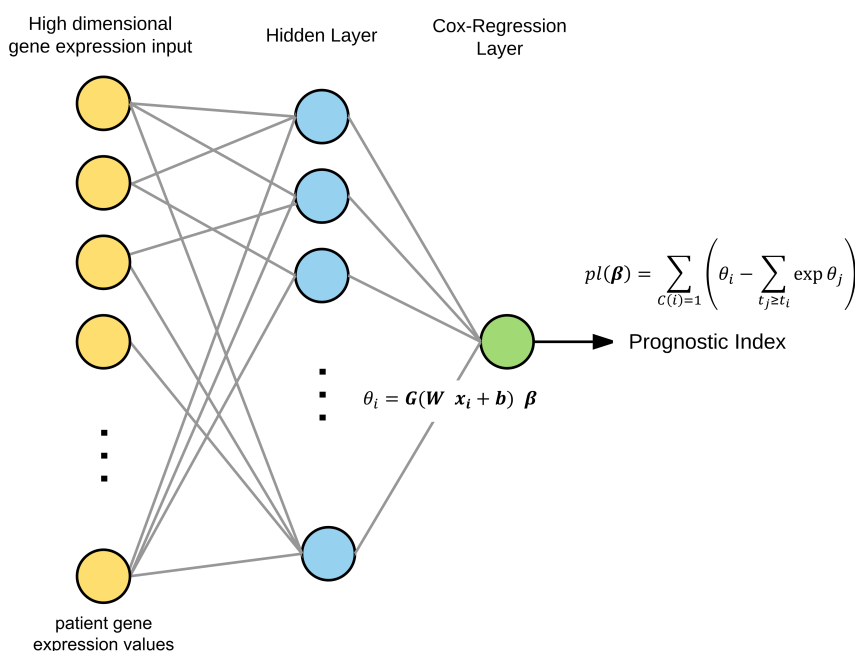 High dimensional
gene expression input
Hidden Layer
Cox-Regression
Layer
pl(β) = ∑_{C(i)=1} (θ_i − ∑_{t_j≥t_i} exp θ_j)
Prognostic Index
θ_i = G(W x_i + b) β
patient gene
expression values